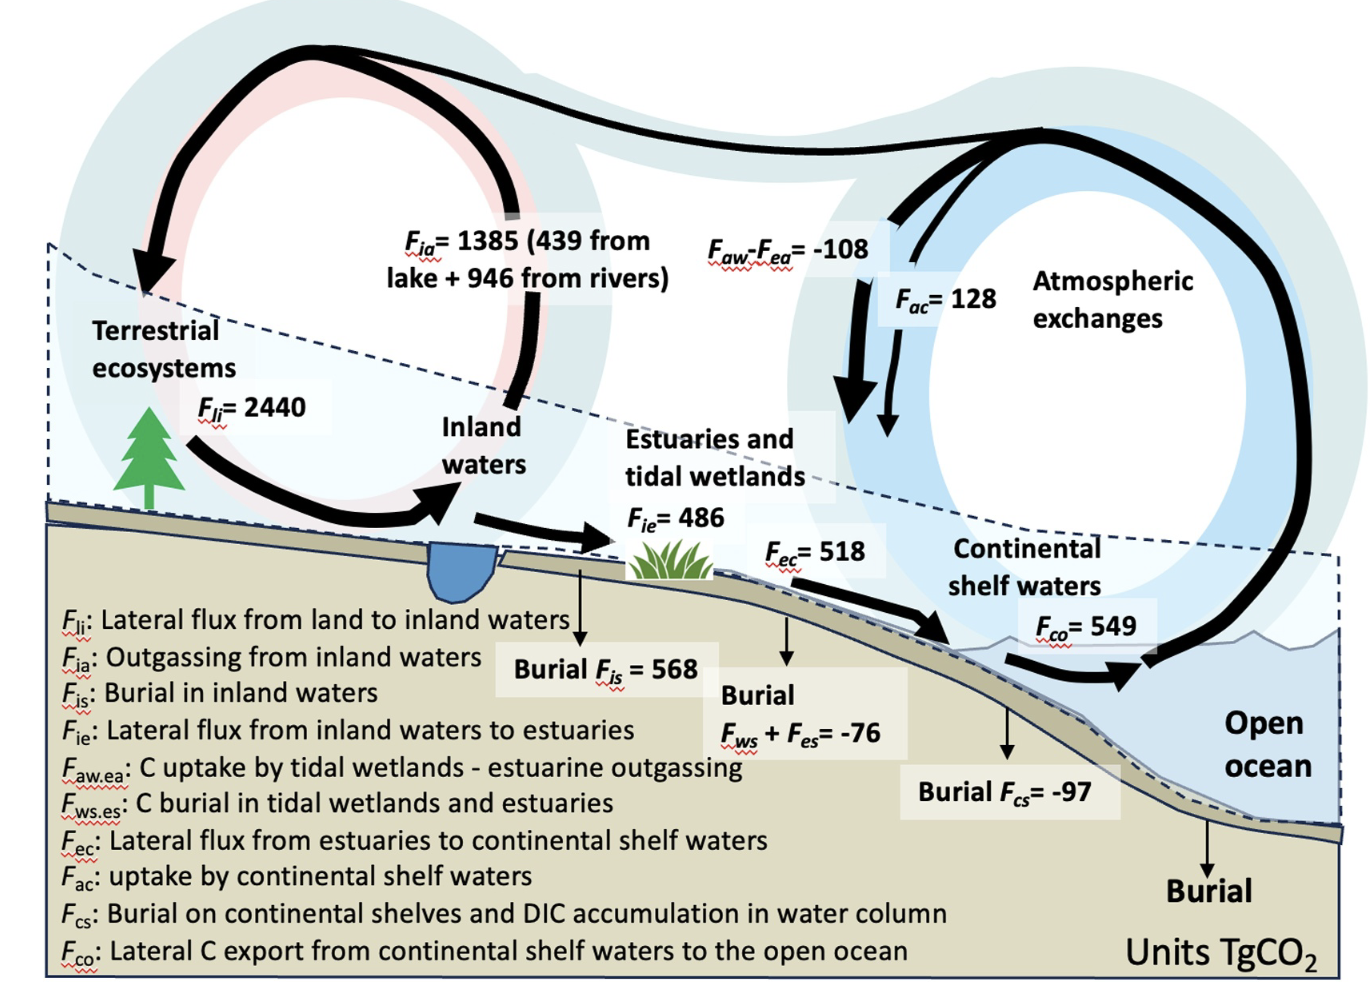 Fia= 1385 (439 from
lake + 946 from rivers)
Faw-Fea= -108
Fac= 128
Atmospheric
exchanges
Terrestrial
ecosystems
Fli= 2440
Inland
waters
Estuaries and
tidal wetlands
Fie= 486
Fec= 518
Continental
shelf waters
Fco= 549
Burial Fis = 568
Burial
Fws + Fes= -76
Burial Fcs= -97
Open
ocean
Burial
Fli: Lateral flux from land to inland waters
Fia: Outgassing from inland waters
Fis: Burial in inland waters
Fie: Lateral flux from inland waters to estuaries
Faw.ea: C uptake by tidal wetlands - estuarine outgassing
Fws.es: C burial in tidal wetlands and estuaries
Fec: Lateral flux from estuaries to continental shelf waters
Fac: uptake by continental shelf waters
Fcs: Burial on continental shelves and DIC accumulation in water column
Fco: Lateral C export from continental shelf waters to the open ocean
Units TgCO2